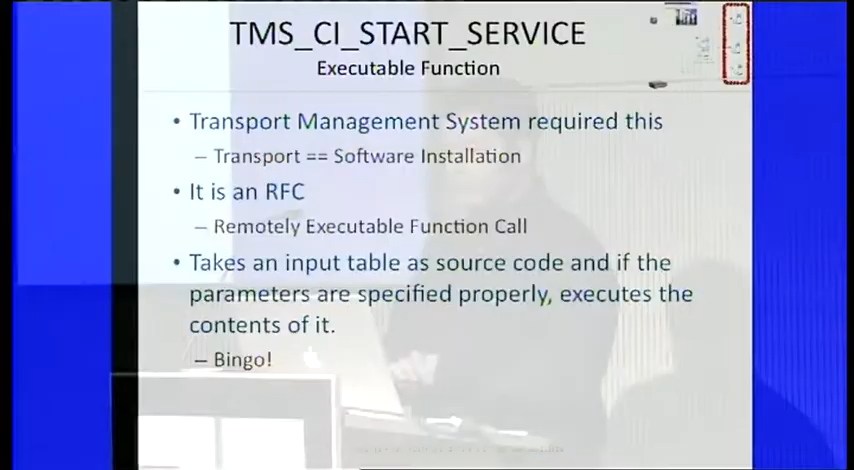 TMS_CI_START_SERVICE
Executable Function
• Transport Management System required this
– Transport == Software Installation
• It is an RFC
– Remotely Executable Function Call
• Takes an input table as source code and if the
parameters are specified properly, executes the
contents of it.
– Bingo!